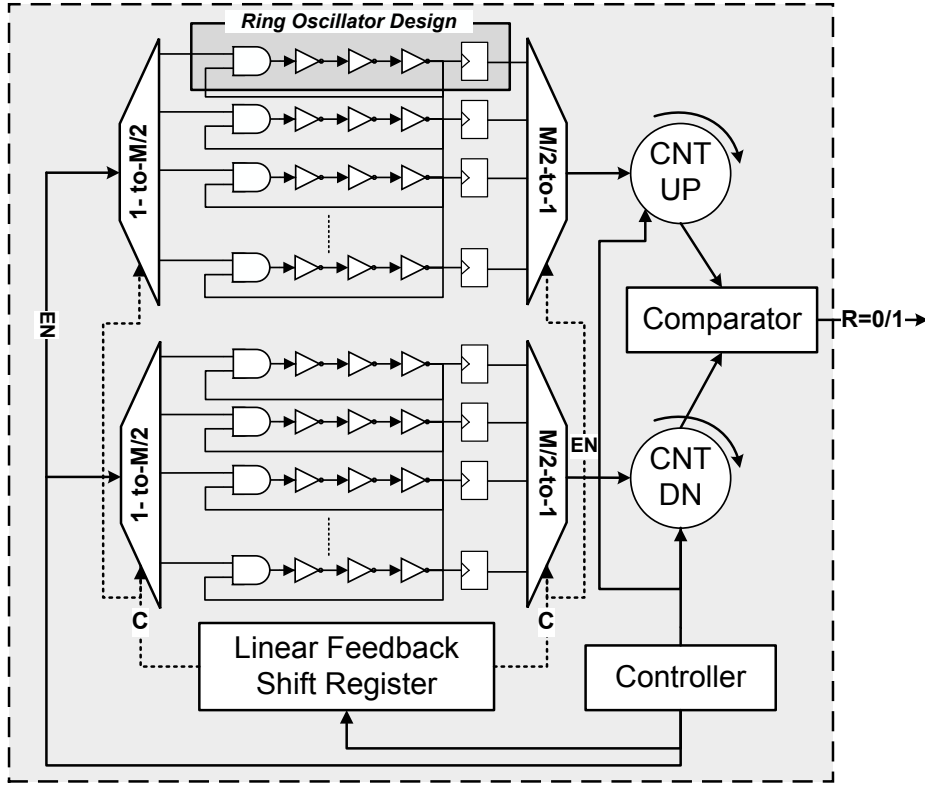 Ring Oscillator Design
1- to-M/2
M/2-to-1
CNT
UP
EN
Comparator
R=0/1
1- to-M/2
M/2-to-1
EN
CNT
DN
C
C
Linear Feedback
Shift Register
Controller